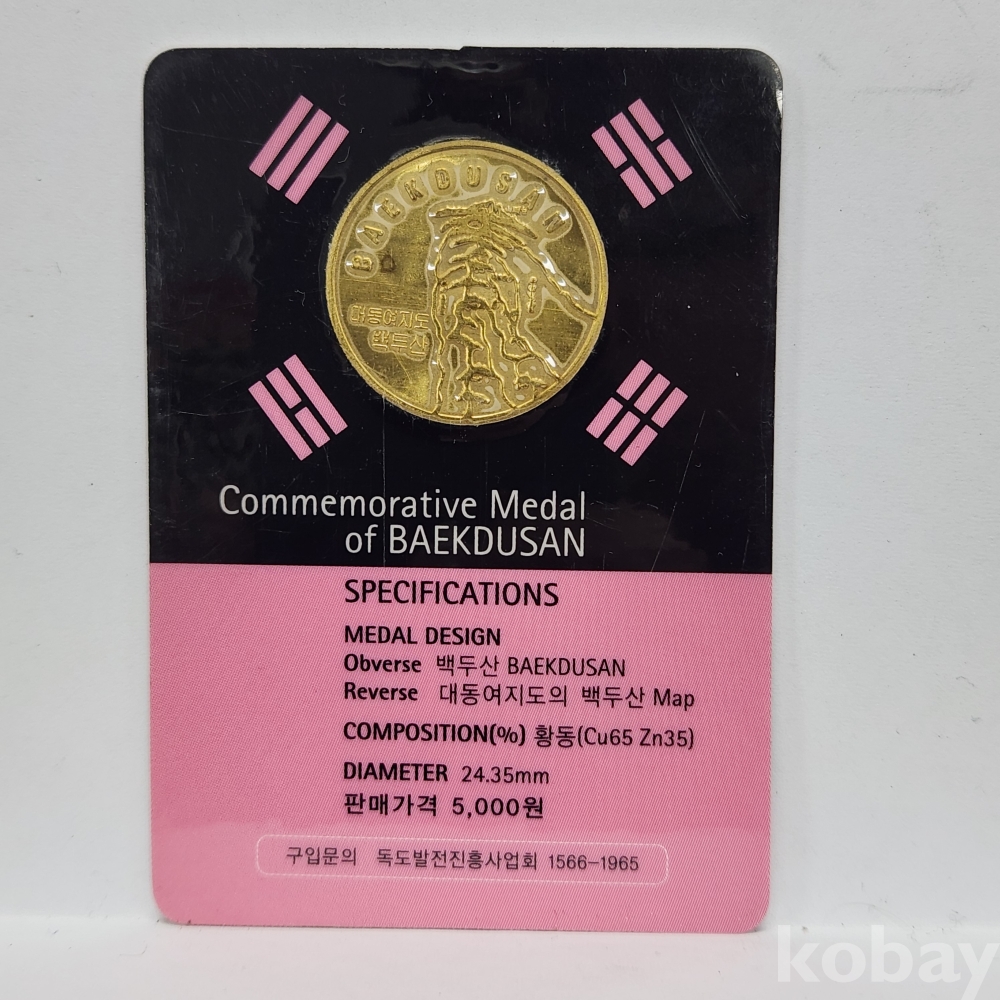 BAEKDUSAN
대동여지도
백두산
Commemorative Medal
of BAEKDUSAN
SPECIFICATIONS
MEDAL DESIGN
Obverse 백두산 BAEKDUSAN
Reverse 대동여지도의 백두산 Map
COMPOSITION(%) 황동(Cu65 Zn35)
DIAMETER 24.35mm
판매가격 5,000원
구입문의 독도발전진흥사업회 1566-1965
kobay